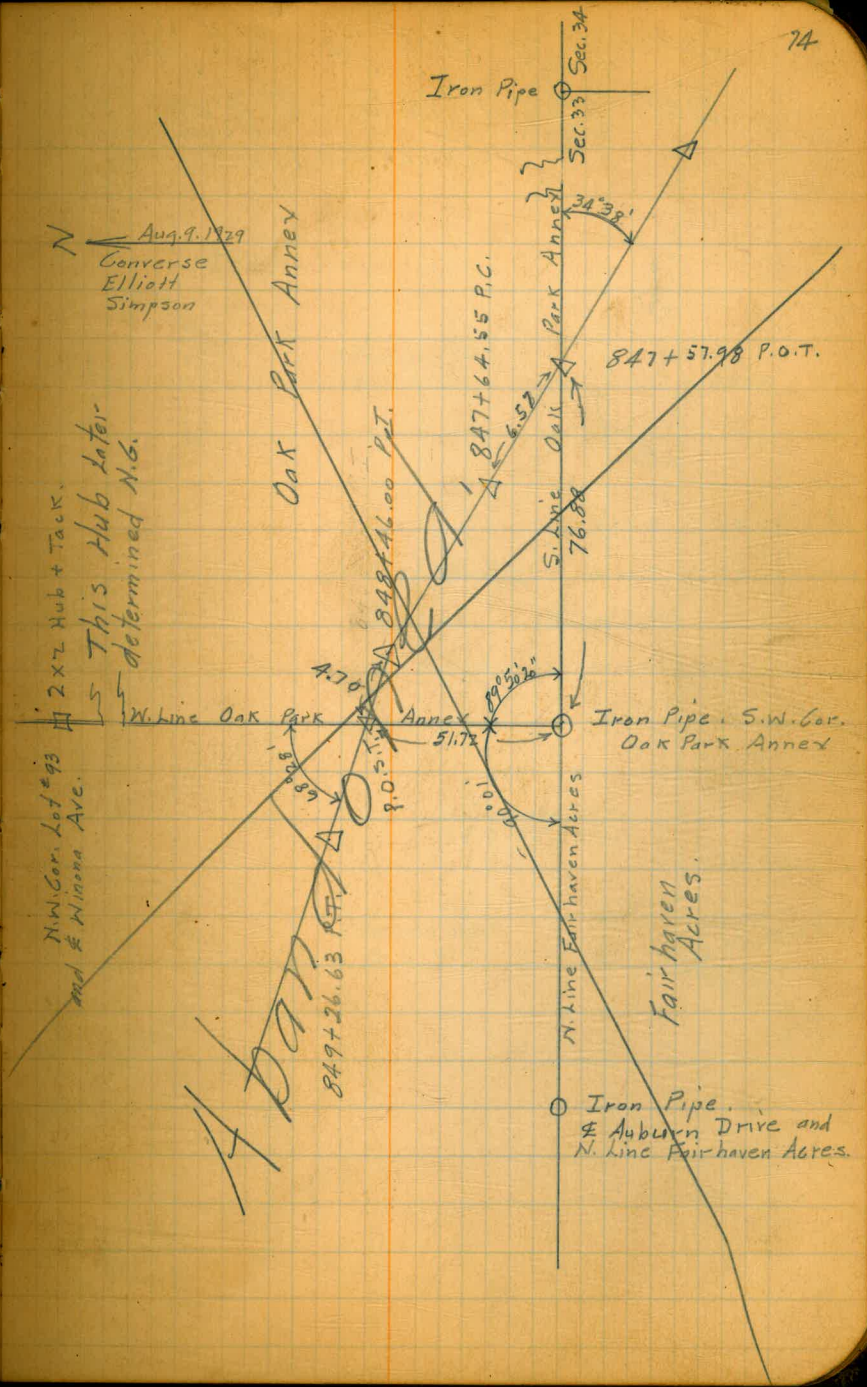 74
Iron Pipe
Sec. 33
Sec. 34
N
Aug. 9. 1929
Converse
Elliott
Simpson
Oak Park Annex
34°38'
847+64.55 P.C.
6.57
847+57.98 P.O.T.
S. Line Oak Park Annex
76.88
2x2 Hub & Tack.
This Hub Later
determined N.G.
N.W. Cor. Lot #93
and ⅊ Winona Ave.
848+46.00 P.I.
4.70
W. Line Oak Park Annex
51.72
89°50'20"
Iron Pipe. S.W. Cor.
Oak Park Annex
68°28'
849+26.63 P.T.
N. Line Fairhaven Acres
Fairhaven
Acres.
Iron Pipe.
⅊ Auburn Drive and
N. Line Fairhaven Acres.